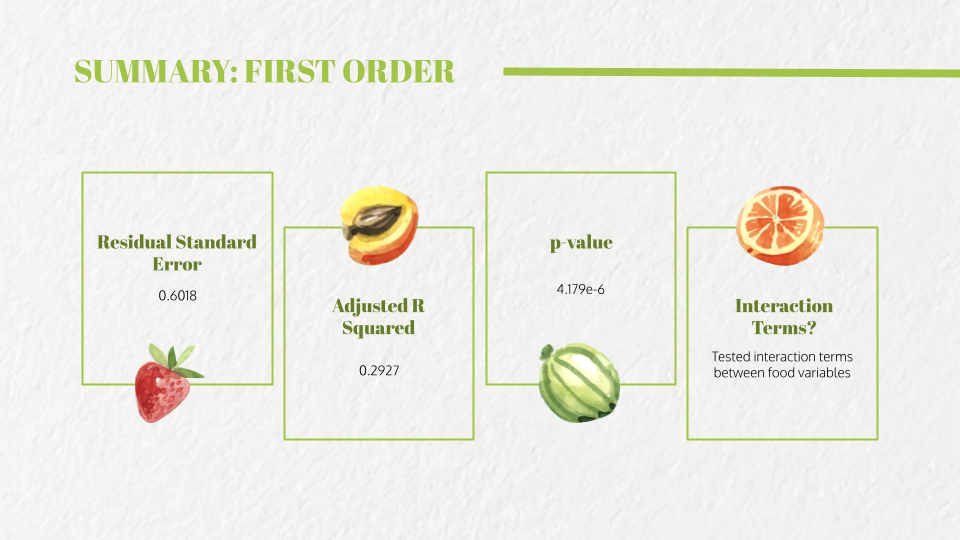 SUMMARY: FIRST ORDER
Residual Standard
Error
0.6018
Adjusted R
Squared
0.2927
p-value
4.179e-6
Interaction
Terms?
Tested interaction terms
between food variables